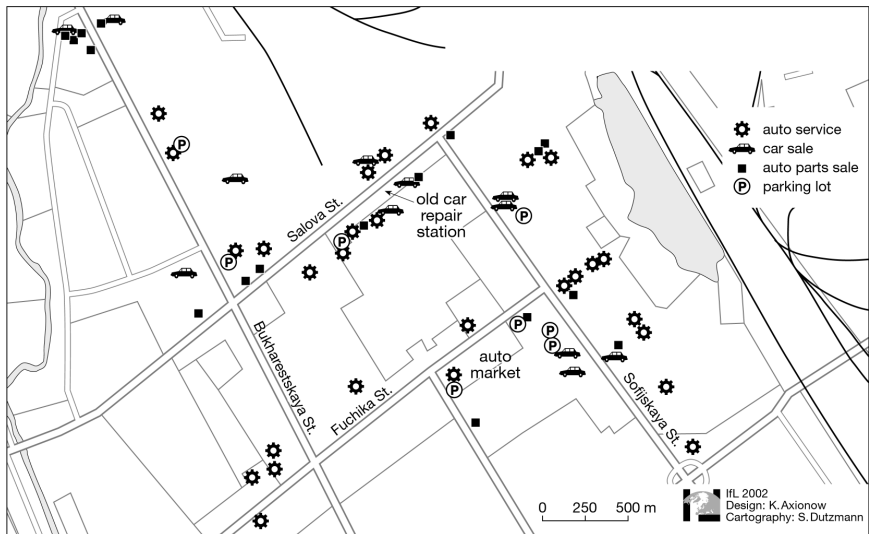 auto service
car sale
auto parts sale
P parking lot
P
P
P
P
P
P
P
P
P
old car
repair
station
Salova St.
Bukharestskaya St.
Fuchika St.
auto
market
Sofijskaya St.
0 250 500 m
IfL 2002
Design: K. Axionow
Cartography: S. Dutzmann